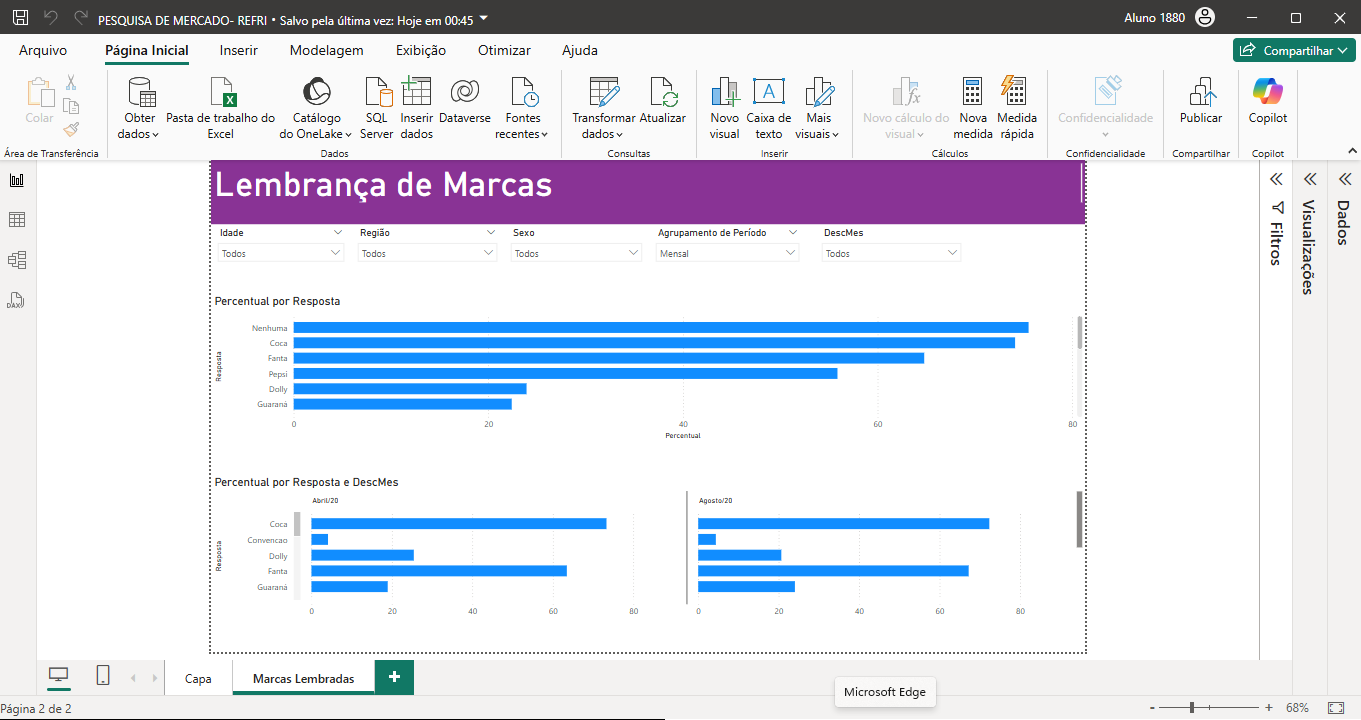 PESQUISA DE MERCADO- REFRI • Salvo pela última vez: Hoje em 00:45
Aluno 1880
Arquivo
Página Inicial
Inserir
Modelagem
Exibição
Otimizar
Ajuda
Compartilhar
Colar
Obter
dados
Pasta de trabalho do
Excel
Catálogo
do OneLake
SQL
Server
Inserir
dados
Dataverse
Fontes
recentes
Transformar
dados
Atualizar
Novo
visual
Caixa de
texto
Mais
visuais
Novo cálculo do
visual
Nova
medida
Medida
rápida
Confidencialidade
Publicar
Copilot
Área de Transferência
Dados
Consultas
Inserir
Cálculos
Confidencialidade
Compartilhar
Copilot
Lembrança de Marcas
Idade
Região
Sexo
Agrupamento de Período
DescMes
Todos
Todos
Todos
Mensal
Todos
Percentual por Resposta
Resposta
Nenhuma
Coca
Fanta
Pepsi
Dolly
Guaraná
0 20 40 60 80
Percentual
Percentual por Resposta e DescMes
Abril/20
Agosto/20
Resposta
Coca
Convencao
Dolly
Fanta
Guaraná
0 20 40 60 80
0 20 40 60 80
Filtros
Visualizações
Dados
DAX
Capa
Marcas Lembradas
+
Microsoft Edge
Página 2 de 2
- + 68%